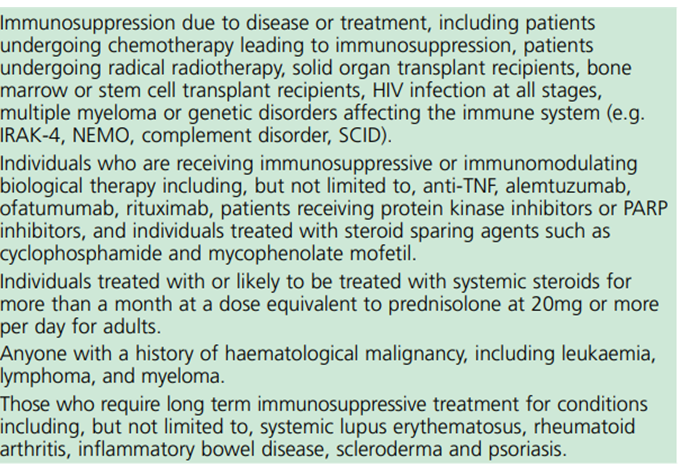 Immunosuppression due to disease or treatment, including patients
undergoing chemotherapy leading to immunosuppression, patients
undergoing radical radiotherapy, solid organ transplant recipients, bone
marrow or stem cell transplant recipients, HIV infection at all stages,
multiple myeloma or genetic disorders affecting the immune system (e.g.
IRAK-4, NEMO, complement disorder, SCID).
Individuals who are receiving immunosuppressive or immunomodulating
biological therapy including, but not limited to, anti-TNF, alemtuzumab,
ofatumumab, rituximab, patients receiving protein kinase inhibitors or PARP
inhibitors, and individuals treated with steroid sparing agents such as
cyclophosphamide and mycophenolate mofetil.
Individuals treated with or likely to be treated with systemic steroids for
more than a month at a dose equivalent to prednisolone at 20mg or more
per day for adults.
Anyone with a history of haematological malignancy, including leukaemia,
lymphoma, and myeloma.
Those who require long term immunosuppressive treatment for conditions
including, but not limited to, systemic lupus erythematosus, rheumatoid
arthritis, inflammatory bowel disease, scleroderma and psoriasis.